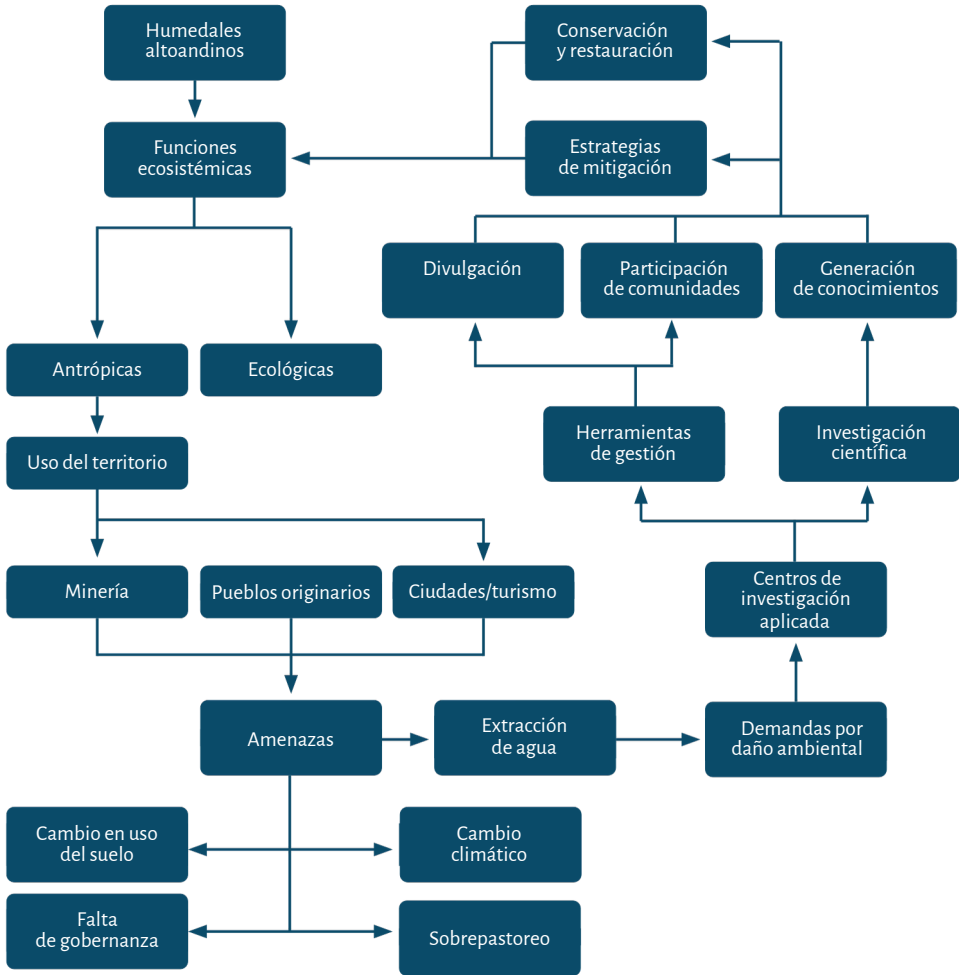 Humedales
altoandinos
Conservación
y restauración
Funciones
ecosistémicas
Estrategias
de mitigación
Divulgación
Participación
de comunidades
Generación
de conocimientos
Antrópicas
Ecológicas
Herramientas
de gestión
Investigación
científica
Uso del territorio
Minería
Pueblos originarios
Ciudades/turismo
Centros de
investigación
aplicada
Amenazas
Extracción
de agua
Demandas por
daño ambiental
Cambio en uso
del suelo
Cambio
climático
Falta
de gobernanza
Sobrepastoreo